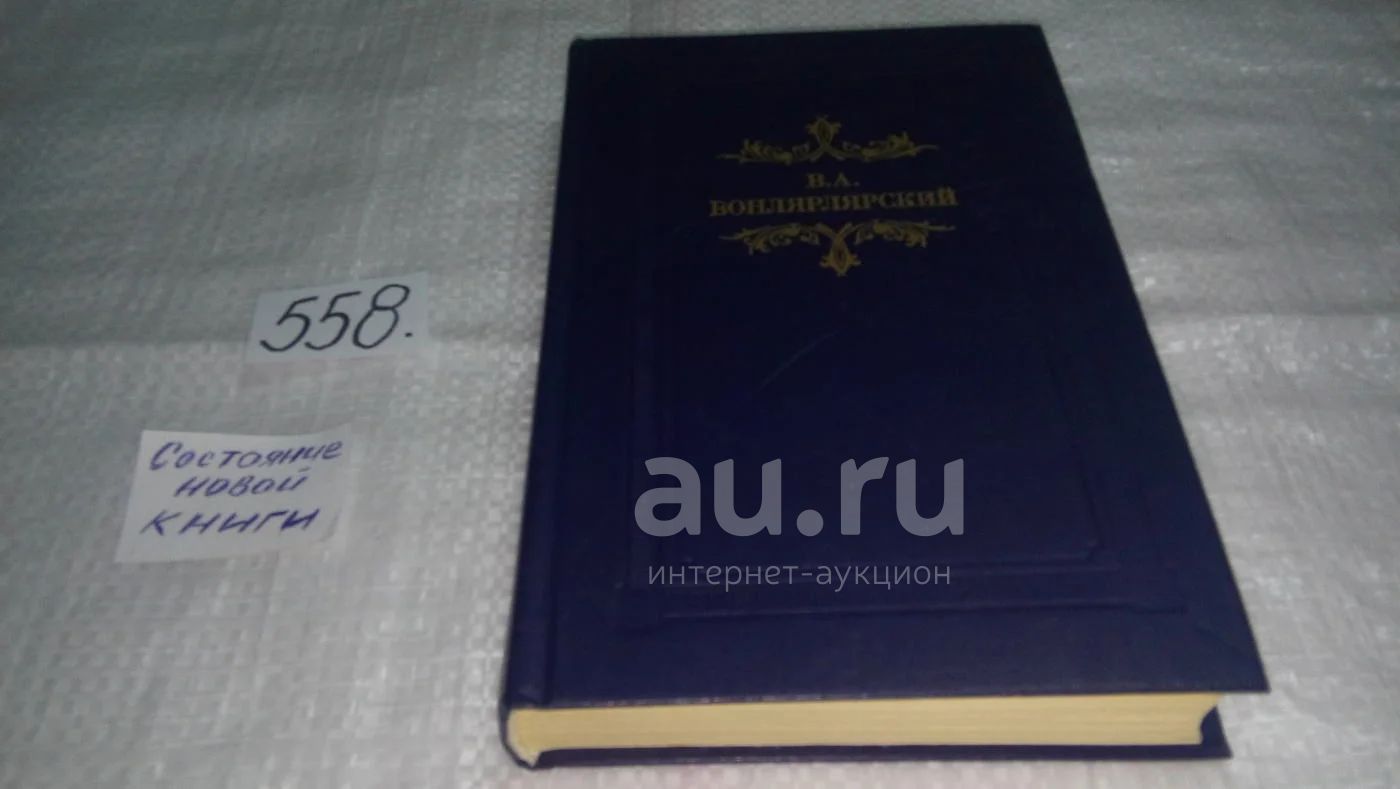 В.А.
ВОНЛЯРЛЯРСКИЙ
558.
Состояние
новой
книги
au.ru
интернет-аукцион